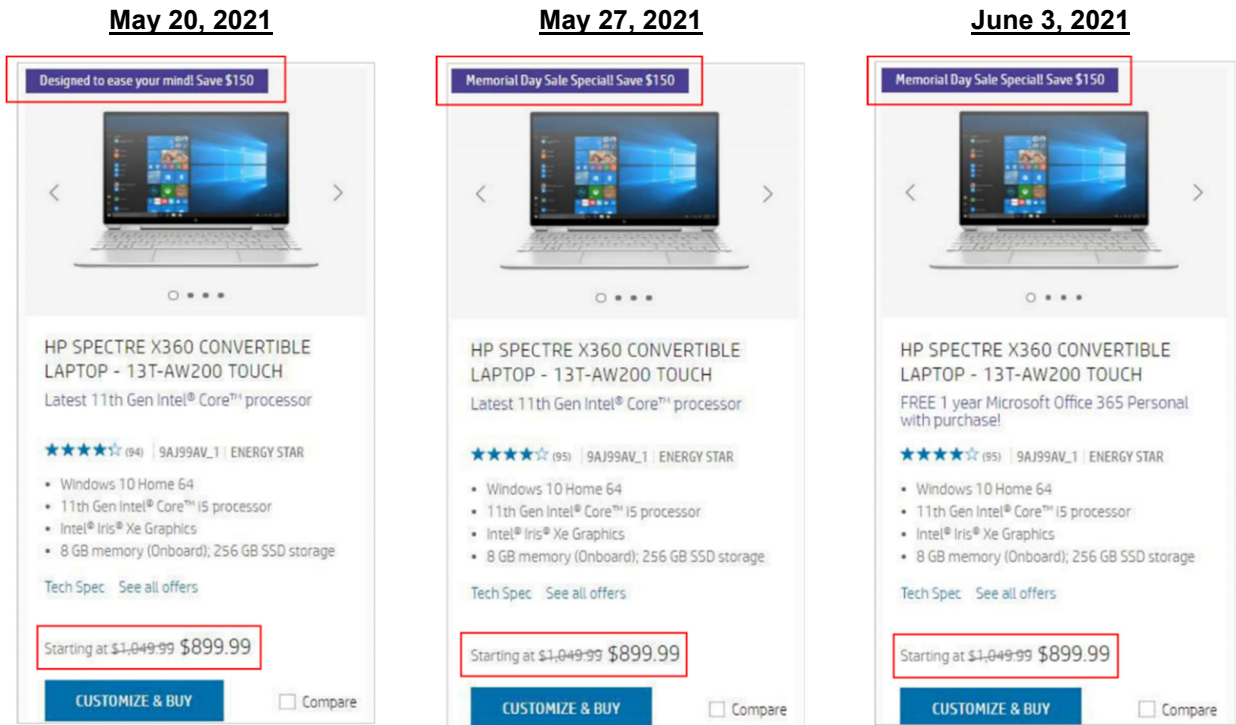 May 20, 2021
Designed to ease your mind! Save $150
HP SPECTRE X360 CONVERTIBLE
LAPTOP - 13T-AW200 TOUCH
Latest 11th Gen Intel® Core™ processor
(94) 9AJ99AV_1 ENERGY STAR
• Windows 10 Home 64
• 11th Gen Intel® Core™ i5 processor
• Intel® Iris® Xe Graphics
• 8 GB memory (Onboard); 256 GB SSD storage
Tech Spec See all offers
Starting at $1,049.99 $899.99
CUSTOMIZE & BUY Compare
May 27, 2021
Memorial Day Sale Special! Save $150
HP SPECTRE X360 CONVERTIBLE
LAPTOP - 13T-AW200 TOUCH
Latest 11th Gen Intel® Core™ processor
(95) 9AJ99AV_1 ENERGY STAR
• Windows 10 Home 64
• 11th Gen Intel® Core™ i5 processor
• Intel® Iris® Xe Graphics
• 8 GB memory (Onboard); 256 GB SSD storage
Tech Spec See all offers
Starting at $1,049.99 $899.99
CUSTOMIZE & BUY Compare
June 3, 2021
Memorial Day Sale Special! Save $150
HP SPECTRE X360 CONVERTIBLE
LAPTOP - 13T-AW200 TOUCH
FREE 1 year Microsoft Office 365 Personal
with purchase!
(95) 9AJ99AV_1 ENERGY STAR
• Windows 10 Home 64
• 11th Gen Intel® Core™ i5 processor
• Intel® Iris® Xe Graphics
• 8 GB memory (Onboard); 256 GB SSD storage
Tech Spec See all offers
Starting at $1,049.99 $899.99
CUSTOMIZE & BUY Compare